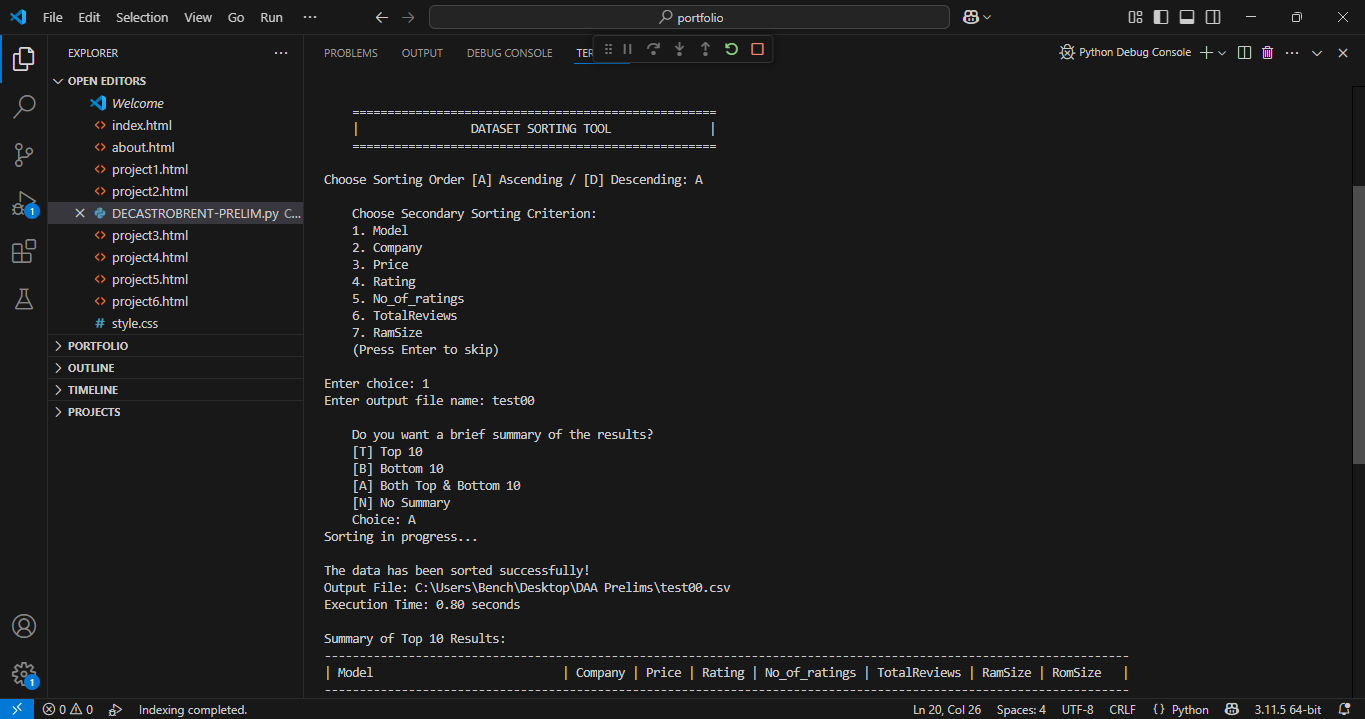 File Edit Selection View Go Run ··· portfolio
EXPLORER ···
OPEN EDITORS
Welcome
index.html
about.html
project1.html
project2.html
DECASTROBRENT-PRELIM.py C...
project3.html
project4.html
project5.html
project6.html
style.css
PORTFOLIO
OUTLINE
TIMELINE
PROJECTS
1
1
PROBLEMS OUTPUT DEBUG CONSOLE TER Python Debug Console ···
====================================================
| DATASET SORTING TOOL |
====================================================
Choose Sorting Order [A] Ascending / [D] Descending: A
Choose Secondary Sorting Criterion:
1. Model
2. Company
3. Price
4. Rating
5. No_of_ratings
6. TotalReviews
7. RamSize
(Press Enter to skip)
Enter choice: 1
Enter output file name: test00
Do you want a brief summary of the results?
[T] Top 10
[B] Bottom 10
[A] Both Top & Bottom 10
[N] No Summary
Choice: A
Sorting in progress...
The data has been sorted successfully!
Output File: C:\Users\Bench\Desktop\DAA Prelims\test00.csv
Execution Time: 0.80 seconds
Summary of Top 10 Results:
-------------------------------------------------------------------------------------------------------------------
| Model | Company | Price | Rating | No_of_ratings | TotalReviews | RamSize | RomSize |
-------------------------------------------------------------------------------------------------------------------
0 0 Indexing completed. Ln 20, Col 26 Spaces: 4 UTF-8 CRLF {} Python 3.11.5 64-bit